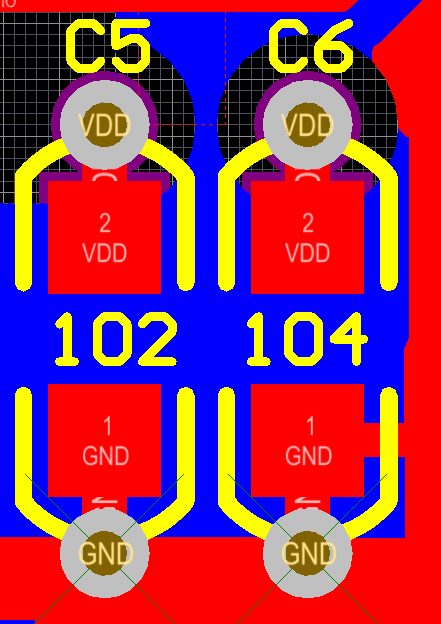 C5 C6
VDD VDD
2 2
VDD VDD
102 104
1 1
GND GND
GND GND